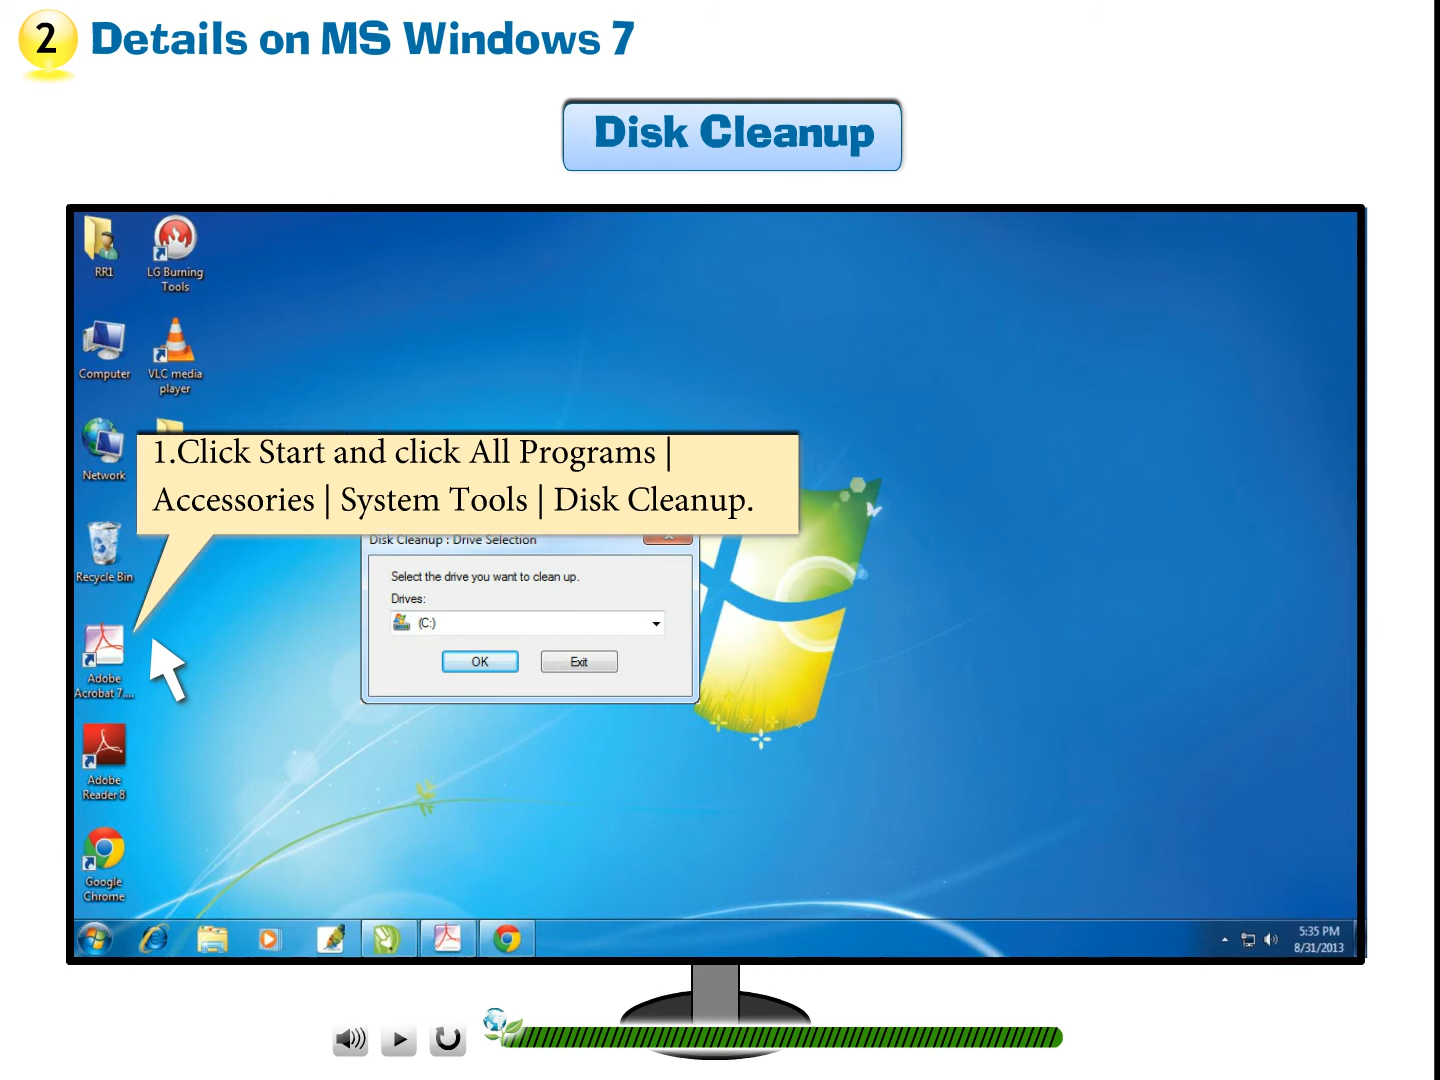 2 Details on MS Windows 7
Disk Cleanup
RR1
LG Burning
Tools
Computer
VLC media
player
Network
1.Click Start and click All Programs |
Accessories | System Tools | Disk Cleanup.
Recycle Bin
Disk Cleanup : Drive Selection
Select the drive you want to clean up.
Drives:
(C:)
OK
Exit
Adobe
Acrobat 7....
Adobe
Reader 8
Google
Chrome
5:35 PM
8/31/2013